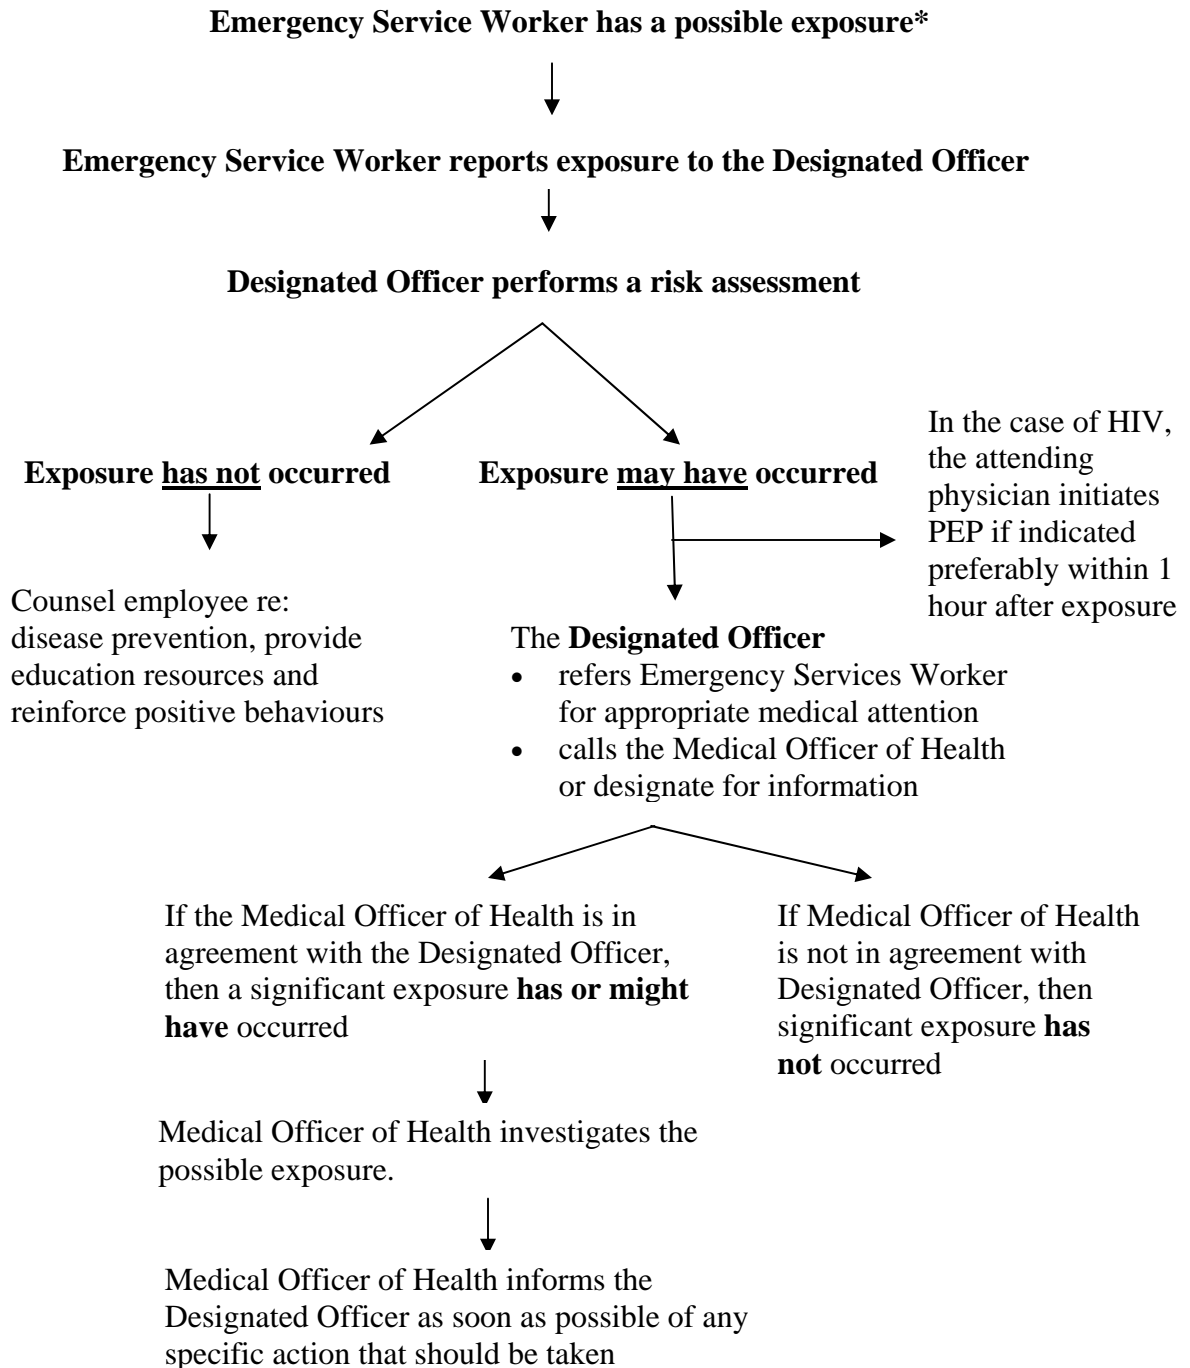 Emergency Service Worker has a possible exposure*
Emergency Service Worker reports exposure to the Designated Officer
Designated Officer performs a risk assessment
Exposure has not occurred
Counsel employee re:
disease prevention, provide
education resources and
reinforce positive behaviours
Exposure may have occurred
In the case of HIV,
the attending
physician initiates
PEP if indicated
preferably within 1
hour after exposure
The Designated Officer
• refers Emergency Services Worker
for appropriate medical attention
• calls the Medical Officer of Health
or designate for information
If the Medical Officer of Health is in
agreement with the Designated Officer,
then a significant exposure has or might
have occurred
If Medical Officer of Health
is not in agreement with
Designated Officer, then
significant exposure has
not occurred
Medical Officer of Health investigates the
possible exposure.
Medical Officer of Health informs the
Designated Officer as soon as possible of any
specific action that should be taken